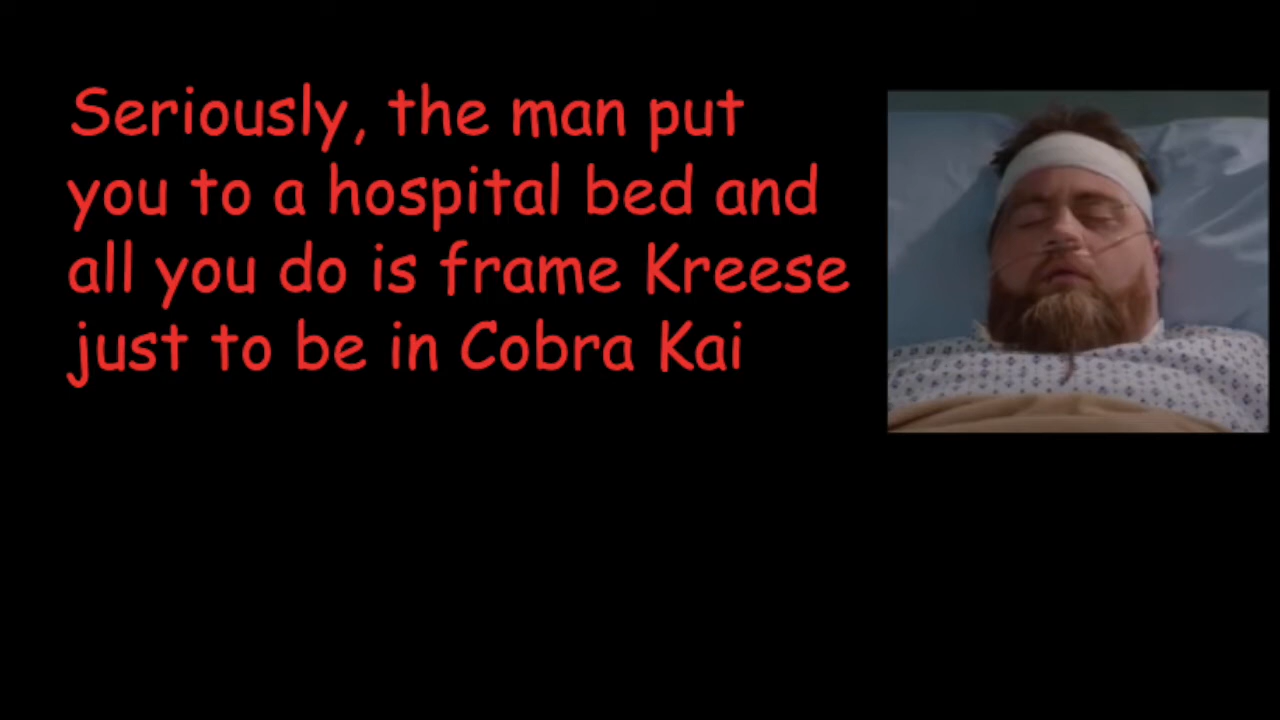 Seriously, the man put
you to a hospital bed and
all you do is frame Kreese
just to be in Cobra Kai